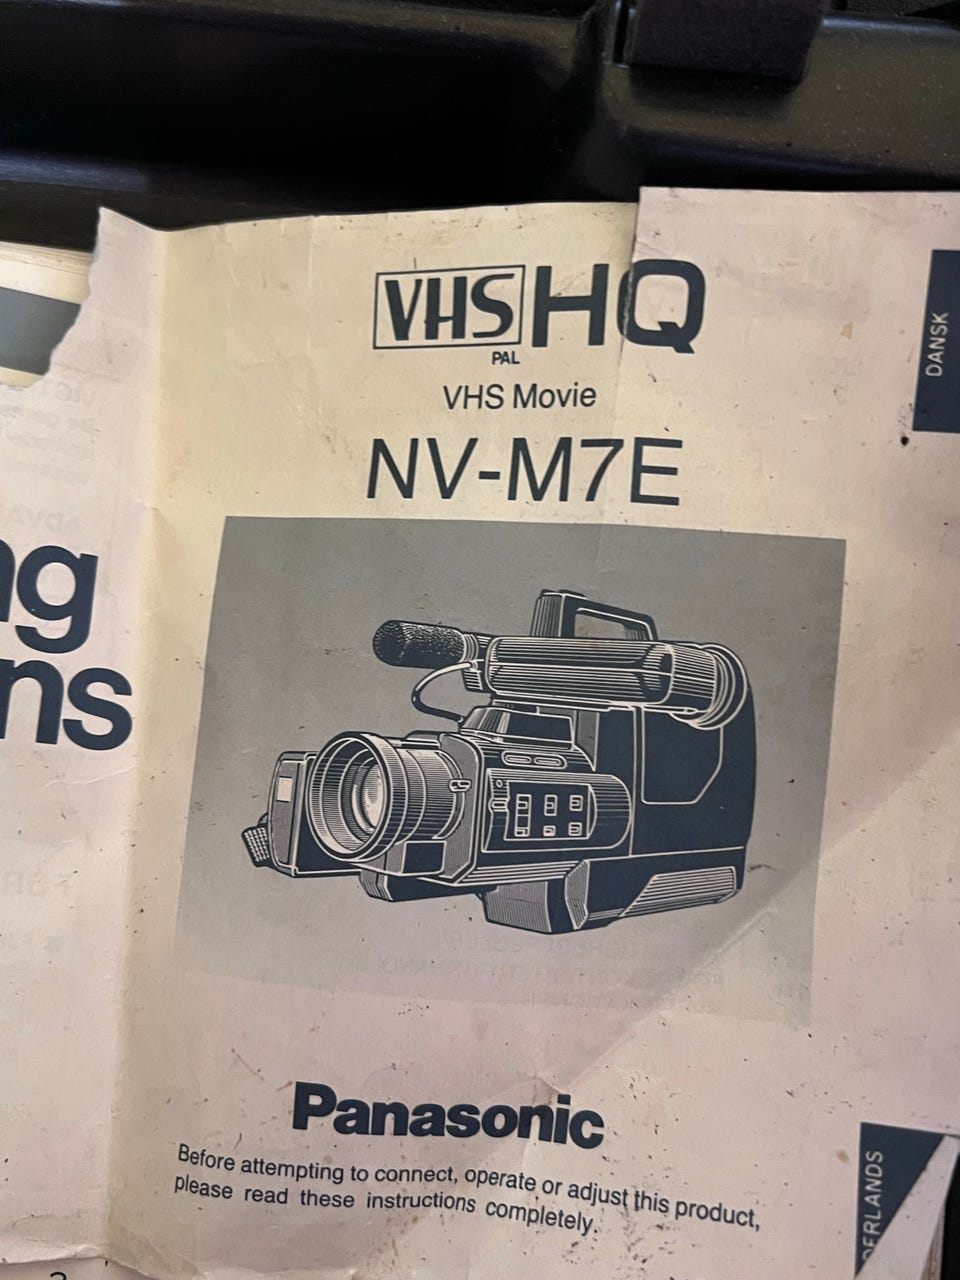 VHS HQ
PAL
VHS Movie
NV-M7E
ng
ns
Panasonic
Before attempting to connect, operate or adjust this product,
please read these instructions completely.
DANSK
DERLANDS